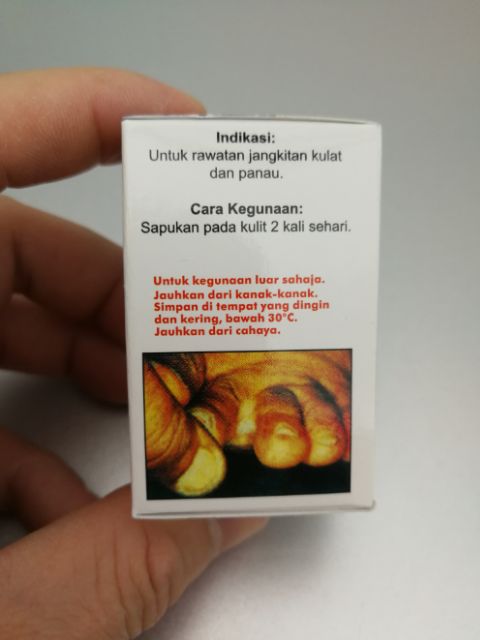 Indikasi:
Untuk rawatan jangkitan kulat
dan panau.
Cara Kegunaan:
Sapukan pada kulit 2 kali sehari.
Untuk kegunaan luar sahaja.
Jauhkan dari kanak-kanak.
Simpan di tempat yang dingin
dan kering, bawah 30°C.
Jauhkan dari cahaya.